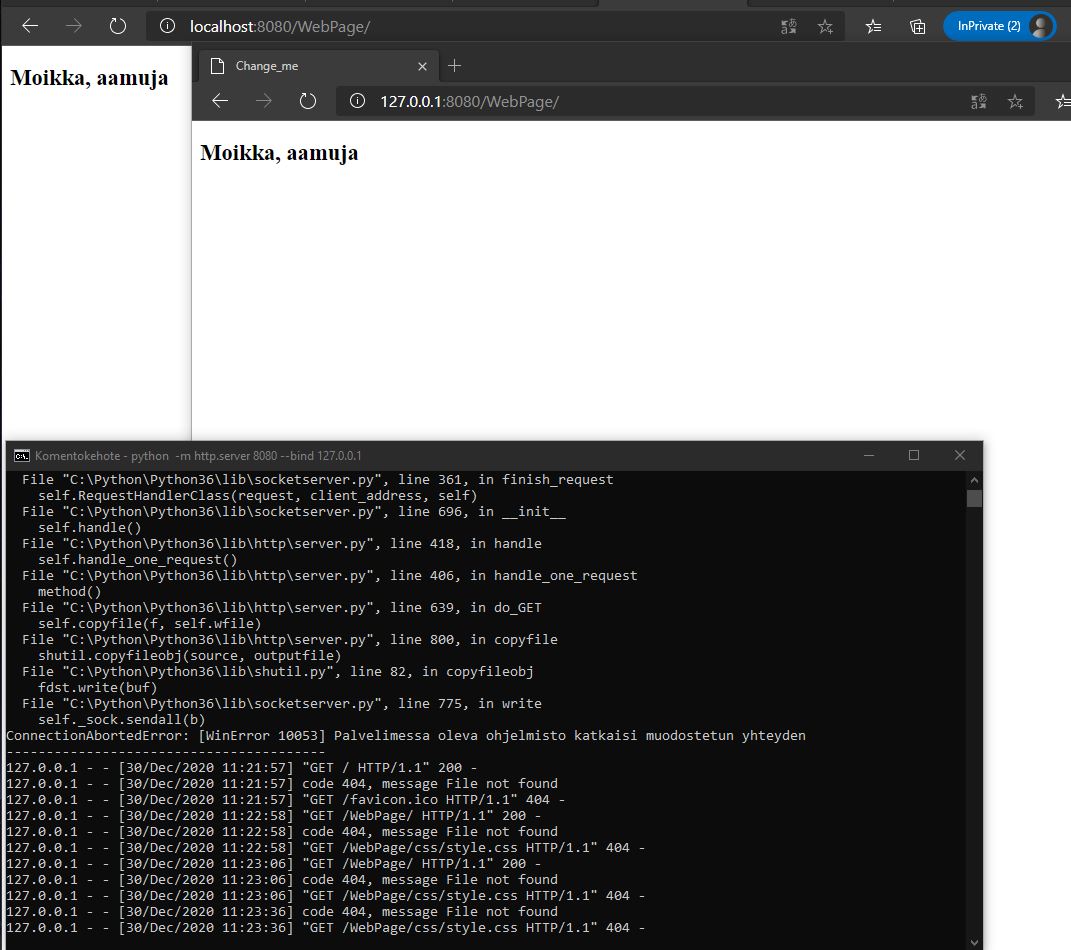 localhost:8080/WebPage/
InPrivate (2)
Moikka, aamuja
Change_me
127.0.0.1:8080/WebPage/
Moikka, aamuja
Komentokehote - python  -m http.server 8080 --bind 127.0.0.1
File "C:\Python\Python36\lib\socketserver.py", line 361, in finish_request
self.RequestHandlerClass(request, client_address, self)
File "C:\Python\Python36\lib\socketserver.py", line 696, in __init__
self.handle()
File "C:\Python\Python36\lib\http\server.py", line 418, in handle
self.handle_one_request()
File "C:\Python\Python36\lib\http\server.py", line 406, in handle_one_request
method()
File "C:\Python\Python36\lib\http\server.py", line 639, in do_GET
self.copyfile(f, self.wfile)
File "C:\Python\Python36\lib\http\server.py", line 800, in copyfile
shutil.copyfileobj(source, outputfile)
File "C:\Python\Python36\lib\shutil.py", line 82, in copyfileobj
fdst.write(buf)
File "C:\Python\Python36\lib\socketserver.py", line 775, in write
self._sock.sendall(b)
ConnectionAbortedError: [WinError 10053] Palvelimessa oleva ohjelmisto katkaisi muodostetun yhteyden
----------------------------------------
127.0.0.1 - - [30/Dec/2020 11:21:57] "GET / HTTP/1.1" 200 -
127.0.0.1 - - [30/Dec/2020 11:21:57] code 404, message File not found
127.0.0.1 - - [30/Dec/2020 11:21:57] "GET /favicon.ico HTTP/1.1" 404 -
127.0.0.1 - - [30/Dec/2020 11:22:58] "GET /WebPage/ HTTP/1.1" 200 -
127.0.0.1 - - [30/Dec/2020 11:22:58] code 404, message File not found
127.0.0.1 - - [30/Dec/2020 11:22:58] "GET /WebPage/css/style.css HTTP/1.1" 404 -
127.0.0.1 - - [30/Dec/2020 11:23:06] "GET /WebPage/ HTTP/1.1" 200 -
127.0.0.1 - - [30/Dec/2020 11:23:06] code 404, message File not found
127.0.0.1 - - [30/Dec/2020 11:23:06] "GET /WebPage/css/style.css HTTP/1.1" 404 -
127.0.0.1 - - [30/Dec/2020 11:23:36] code 404, message File not found
127.0.0.1 - - [30/Dec/2020 11:23:36] "GET /WebPage/css/style.css HTTP/1.1" 404 -